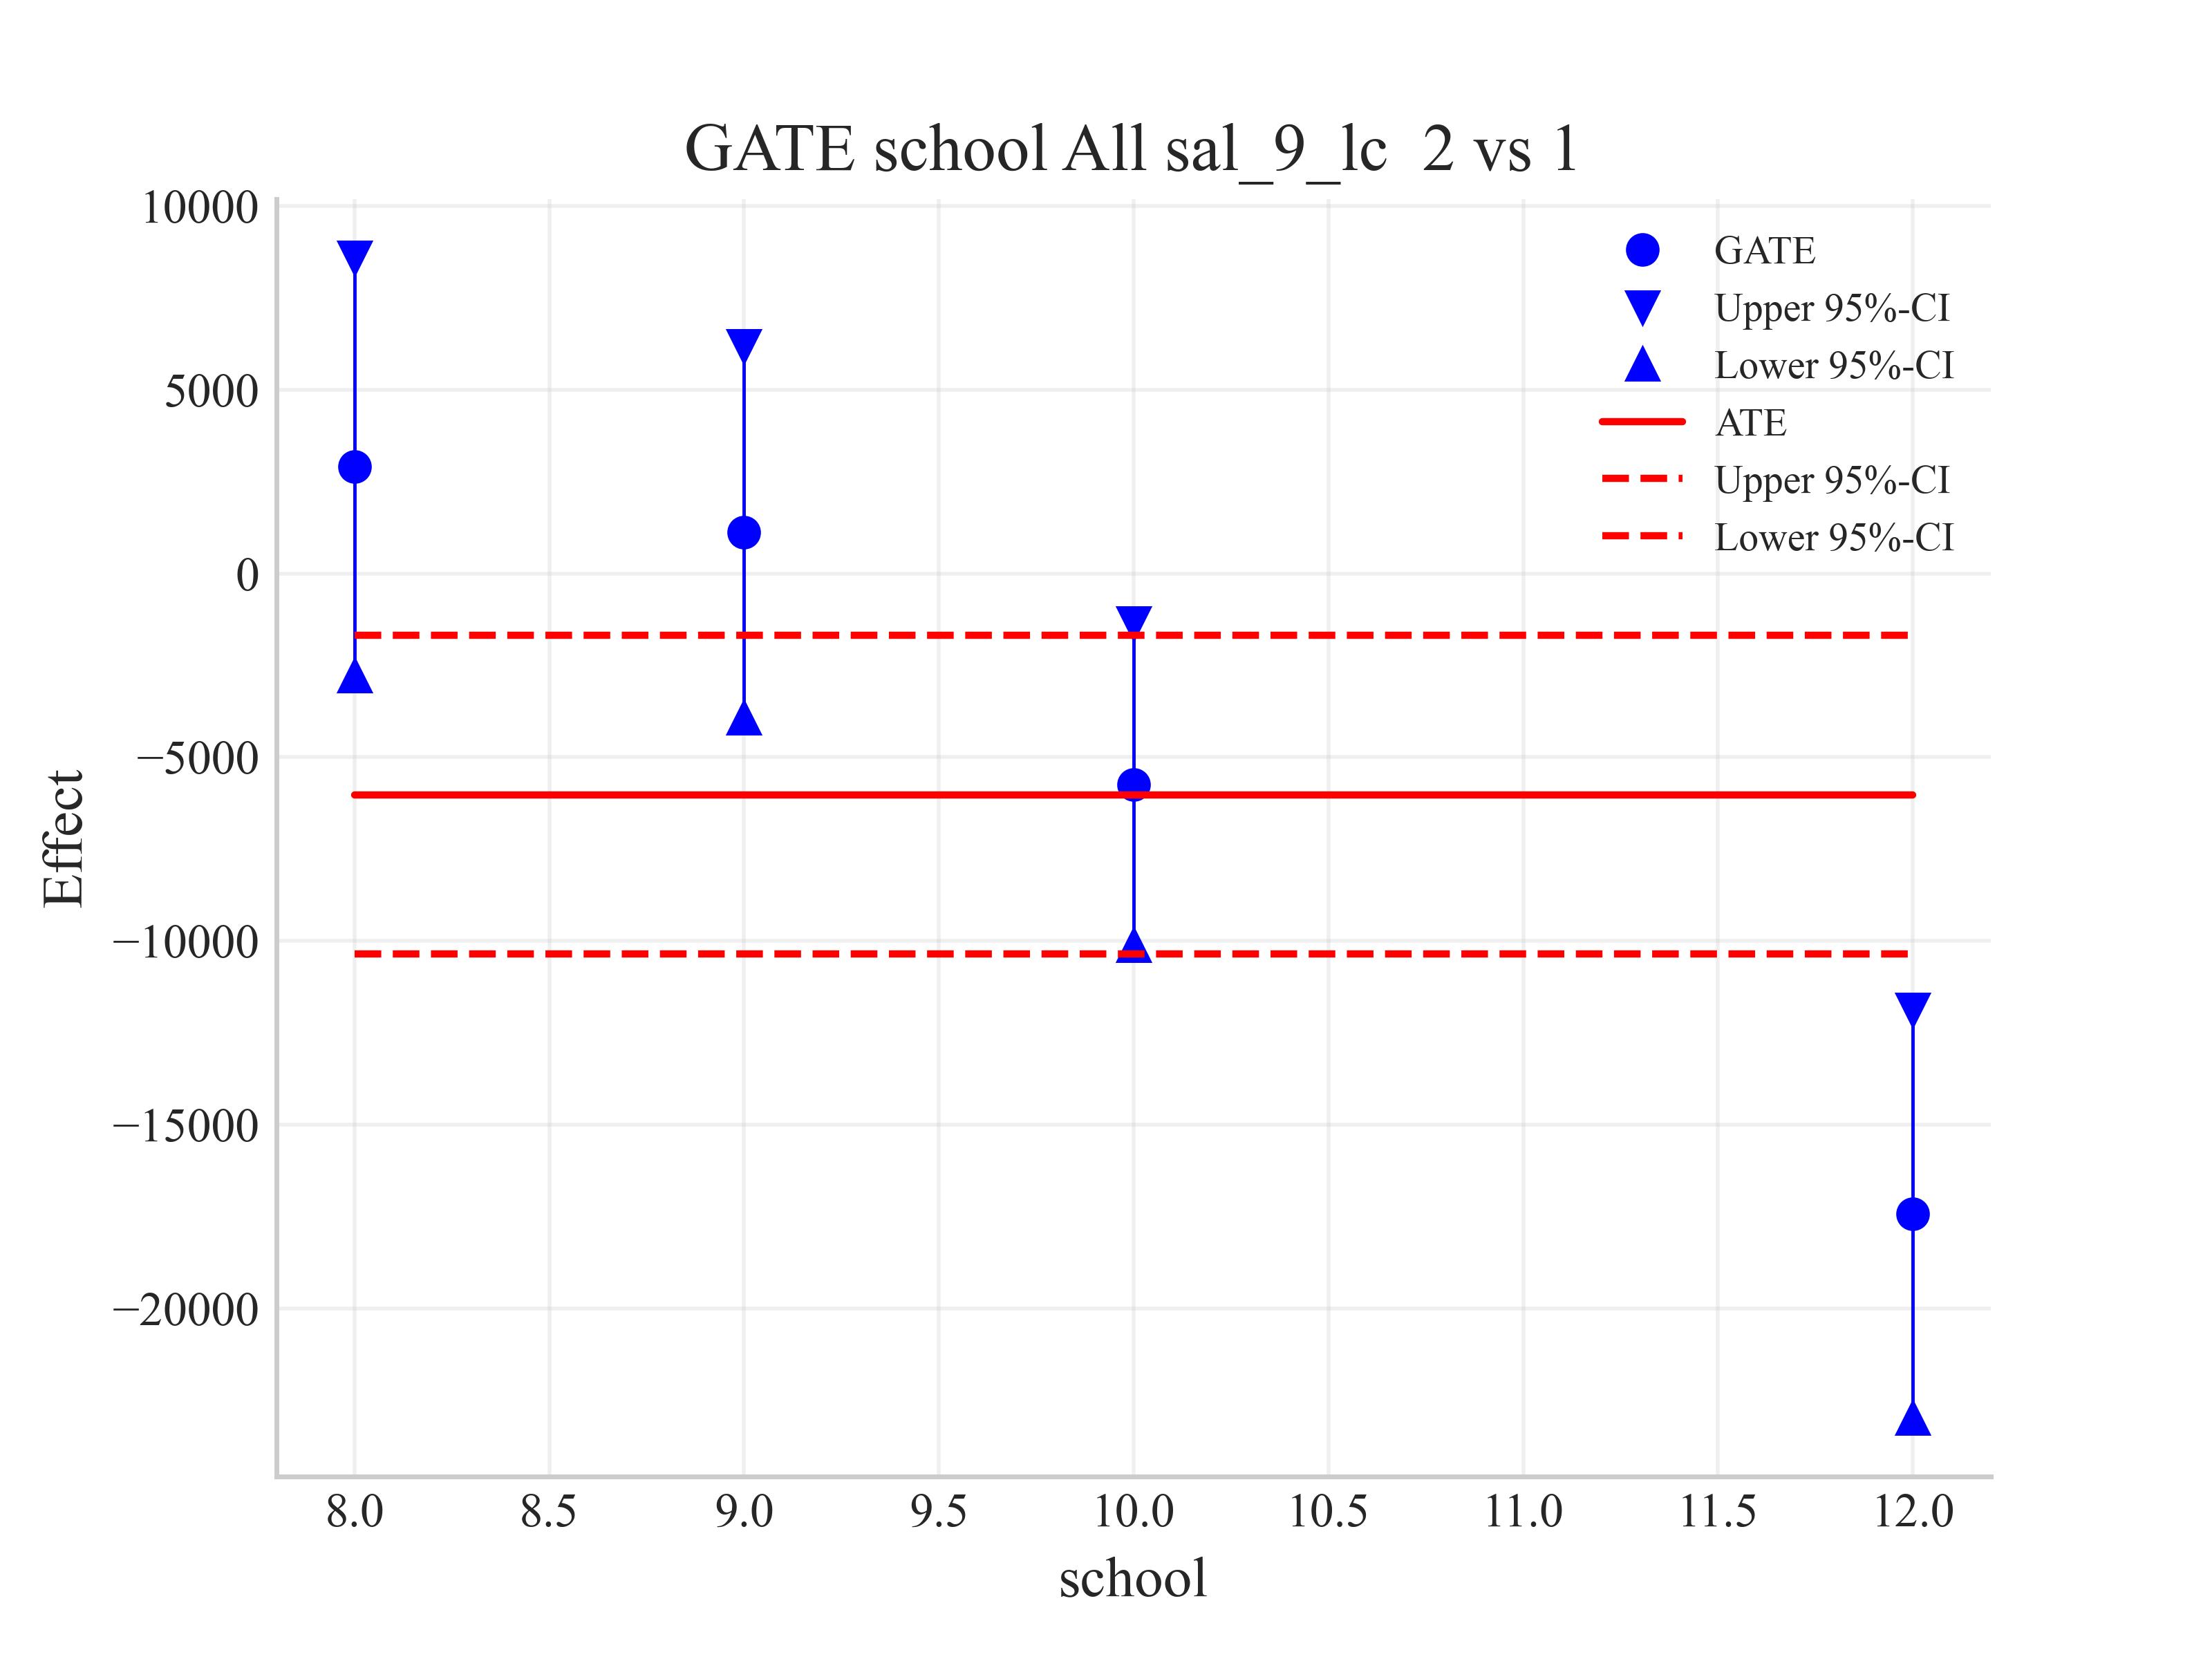 GATE school All sal_9_lc  2 vs 1
10000
5000
0
−5000
−10000
−15000
−20000
Effect
GATE
Upper 95%-CI
Lower 95%-CI
ATE
Upper 95%-CI
Lower 95%-CI
8.0 8.5 9.0 9.5 10.0 10.5 11.0 11.5 12.0
school